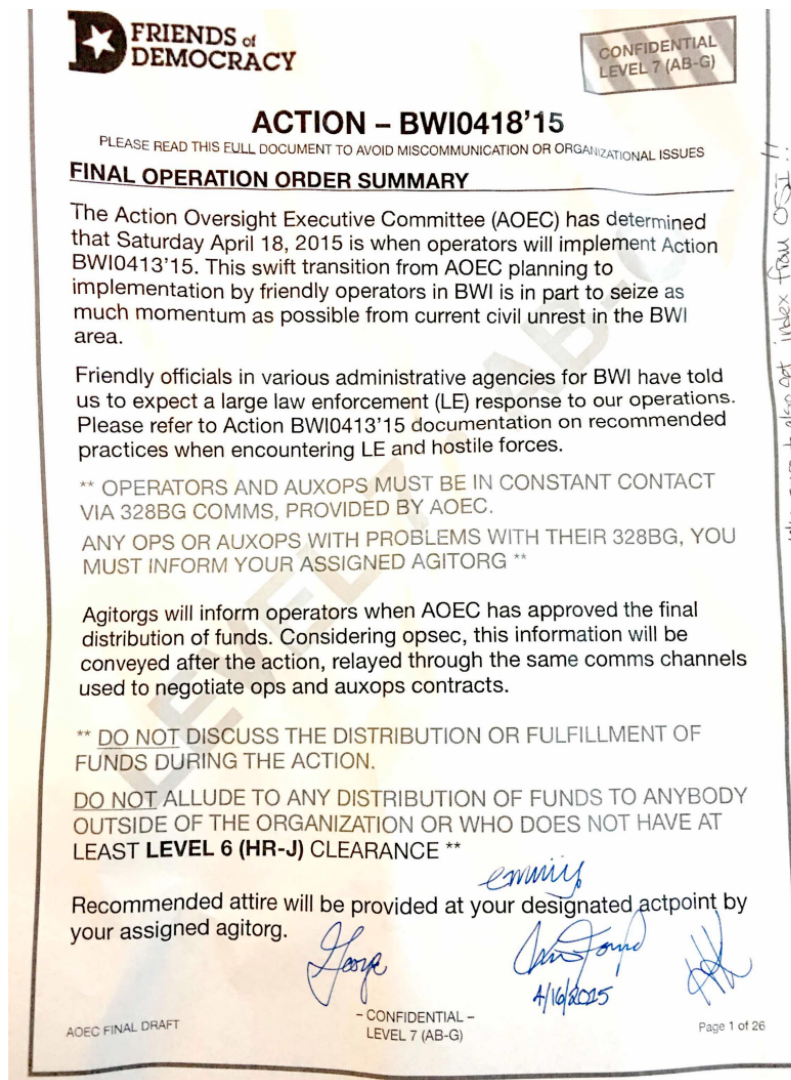 FRIENDS of
DEMOCRACY
CONFIDENTIAL
LEVEL 7 (AB-G)
ACTION – BWI0418'15
PLEASE READ THIS FULL DOCUMENT TO AVOID MISCOMMUNICATION OR ORGANIZATIONAL ISSUES
FINAL OPERATION ORDER SUMMARY
The Action Oversight Executive Committee (AOEC) has determined
that Saturday April 18, 2015 is when operators will implement Action
BWI0413'15. This swift transition from AOEC planning to
implementation by friendly operators in BWI is in part to seize as
much momentum as possible from current civil unrest in the BWI
area.
Friendly officials in various administrative agencies for BWI have told
us to expect a large law enforcement (LE) response to our operations.
Please refer to Action BWI0413'15 documentation on recommended
practices when encountering LE and hostile forces.
** OPERATORS AND AUXOPS MUST BE IN CONSTANT CONTACT
VIA 328BG COMMS, PROVIDED BY AOEC.
ANY OPS OR AUXOPS WITH PROBLEMS WITH THEIR 328BG, YOU
MUST INFORM YOUR ASSIGNED AGITORG **
Agitorgs will inform operators when AOEC has approved the final
distribution of funds. Considering opsec, this information will be
conveyed after the action, relayed through the same comms channels
used to negotiate ops and auxops contracts.
** DO NOT DISCUSS THE DISTRIBUTION OR FULFILLMENT OF
FUNDS DURING THE ACTION.
DO NOT ALLUDE TO ANY DISTRIBUTION OF FUNDS TO ANYBODY
OUTSIDE OF THE ORGANIZATION OR WHO DOES NOT HAVE AT
LEAST LEVEL 6 (HR-J) CLEARANCE **
Recommended attire will be provided at your designated actpoint by
your assigned agitorg.
George
4/16/2015
AOEC FINAL DRAFT
– CONFIDENTIAL –
LEVEL 7 (AB-G)
Page 1 of 26
index from OSI!!
LEVEL 7